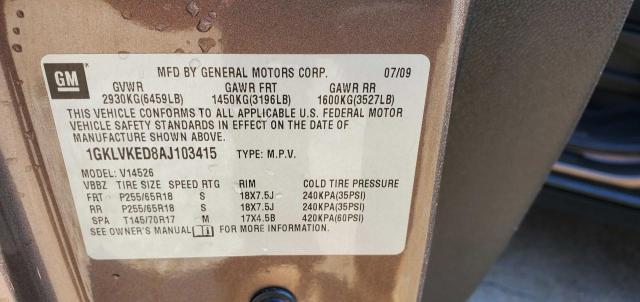 GM MFD BY GENERAL MOTORS CORP. 07/09
GVWR GAWR FRT GAWR RR
2930KG(6459LB) 1450KG(3196LB) 1600KG(3527LB)
THIS VEHICLE CONFORMS TO ALL APPLICABLE U.S. FEDERAL MOTOR
VEHICLE SAFETY STANDARDS IN EFFECT ON THE DATE OF
MANUFACTURE SHOWN ABOVE.
1GKLVKED8AJ103415 TYPE: M.P.V.
MODEL: V14526
VBBZ TIRE SIZE SPEED RTG RIM COLD TIRE PRESSURE
FRT P255/65R18 S 18X7.5J 240KPA(35PSI)
RR P255/65R18 S 18X7.5J 240KPA(35PSI)
SPA T145/70R17 M 17X4.5B 420KPA(60PSI)
SEE OWNER'S MANUAL FOR MORE INFORMATION.